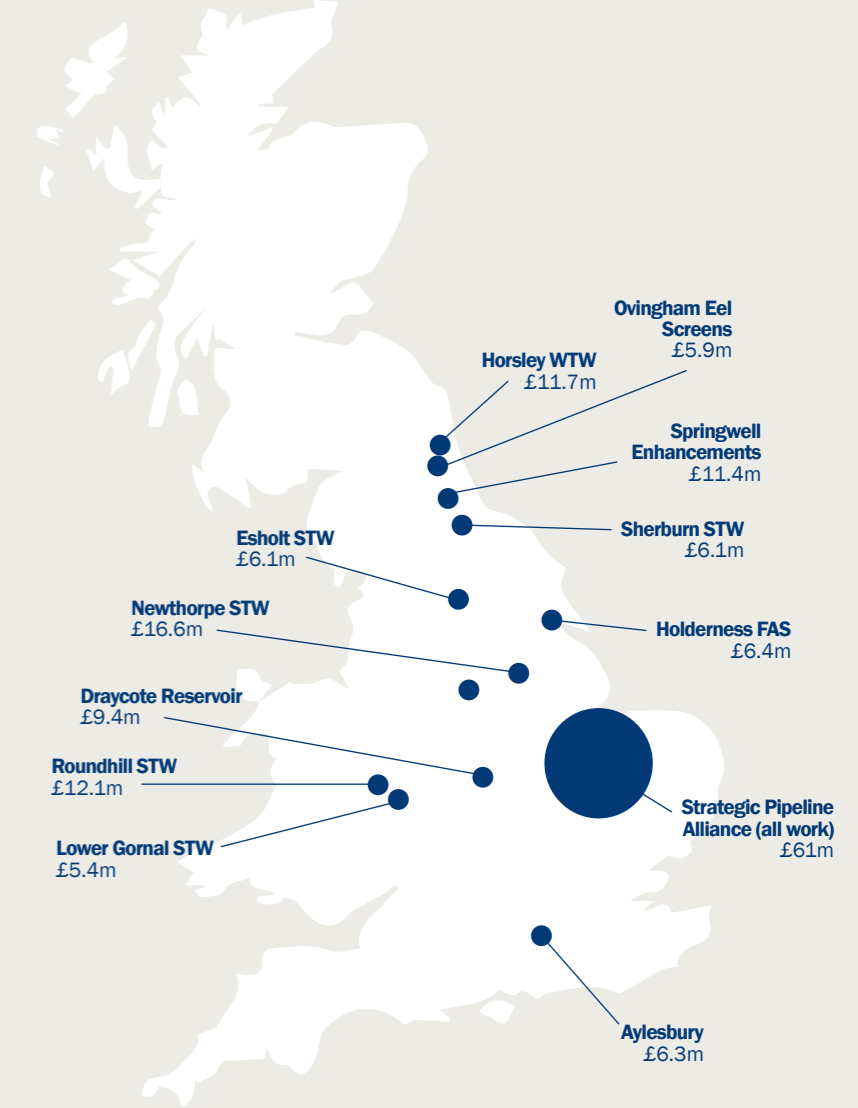 Ovingham Eel
Screens
£5.9m
Horsley WTW
£11.7m
Springwell
Enhancements
£11.4m
Sherburn STW
£6.1m
Esholt STW
£6.1m
Newthorpe STW
£16.6m
Holderness FAS
£6.4m
Draycote Reservoir
£9.4m
Roundhill STW
£12.1m
Strategic Pipeline
Alliance (all work)
£61m
Lower Gornal STW
£5.4m
Aylesbury
£6.3m